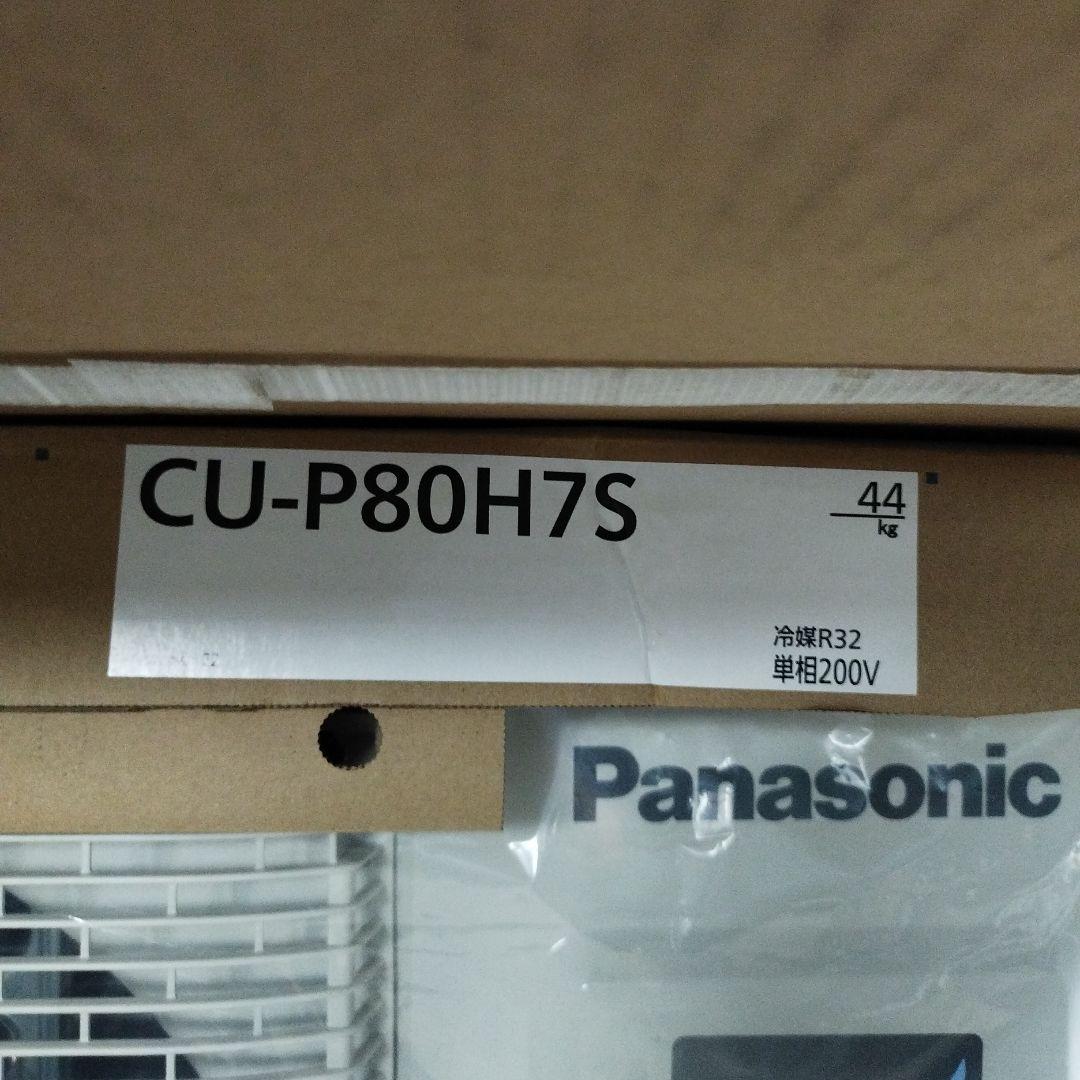 CU-P80H7S
44
kg
冷媒R32
単相200V
Panasonic